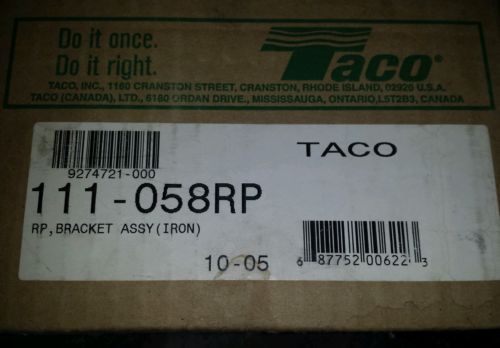 Do it once.
Do it right.
Taco®
TACO, INC., 1160 CRANSTON STREET, CRANSTON, RHODE ISLAND, 02920 U.S.A.
TACO (CANADA), LTD., 6180 ORDAN DRIVE., MISSISSAUGA, ONTARIO, L5T2B3, CANADA
9274721-000
TACO
111-058RP
RP,BRACKET ASSY(IRON)
10-05
6 87752 00622 3